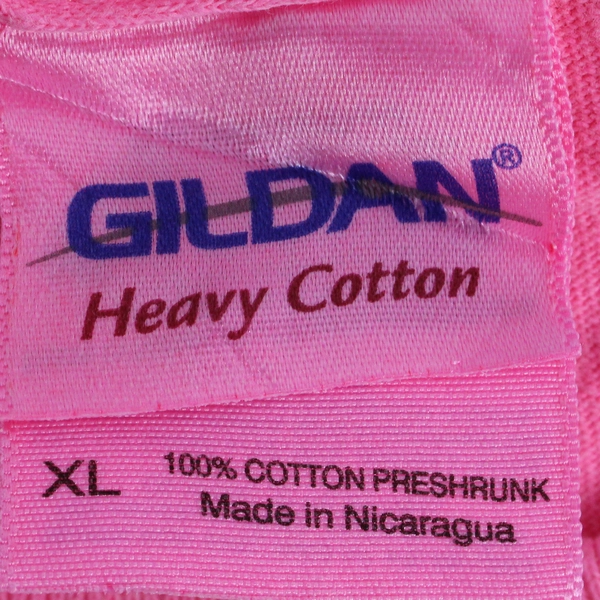 GILDAN®
Heavy Cotton
XL 100% COTTON PRESHRUNK
Made in Nicaragua